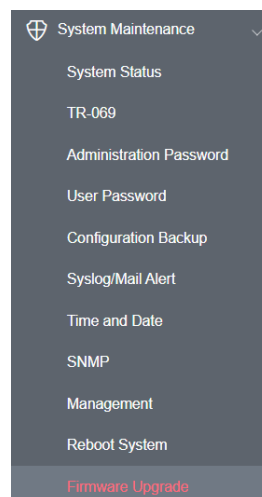 System Maintenance
System Status
TR-069
Administration Password
User Password
Configuration Backup
Syslog/Mail Alert
Time and Date
SNMP
Management
Reboot System
Firmware Upgrade